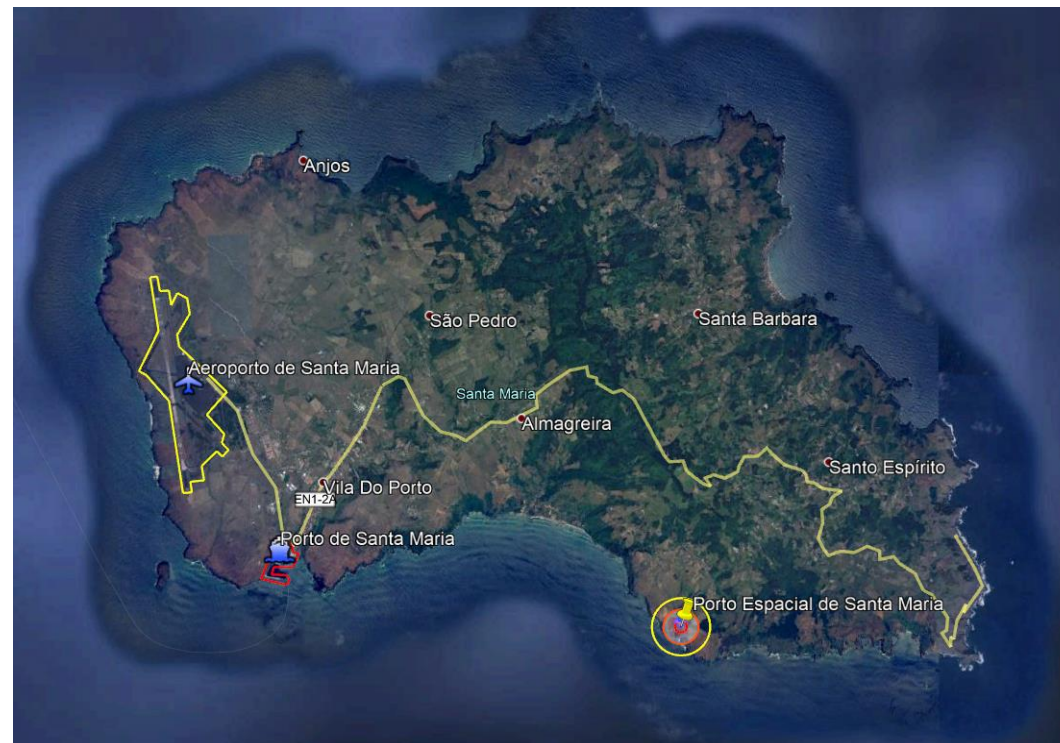 Anjos
São Pedro
Santa Barbara
Aeroporto de Santa Maria
Santa Maria
Almagreira
Santo Espírito
Vila Do Porto
EN1-2A
Porto de Santa Maria
Porto Espacial de Santa Maria